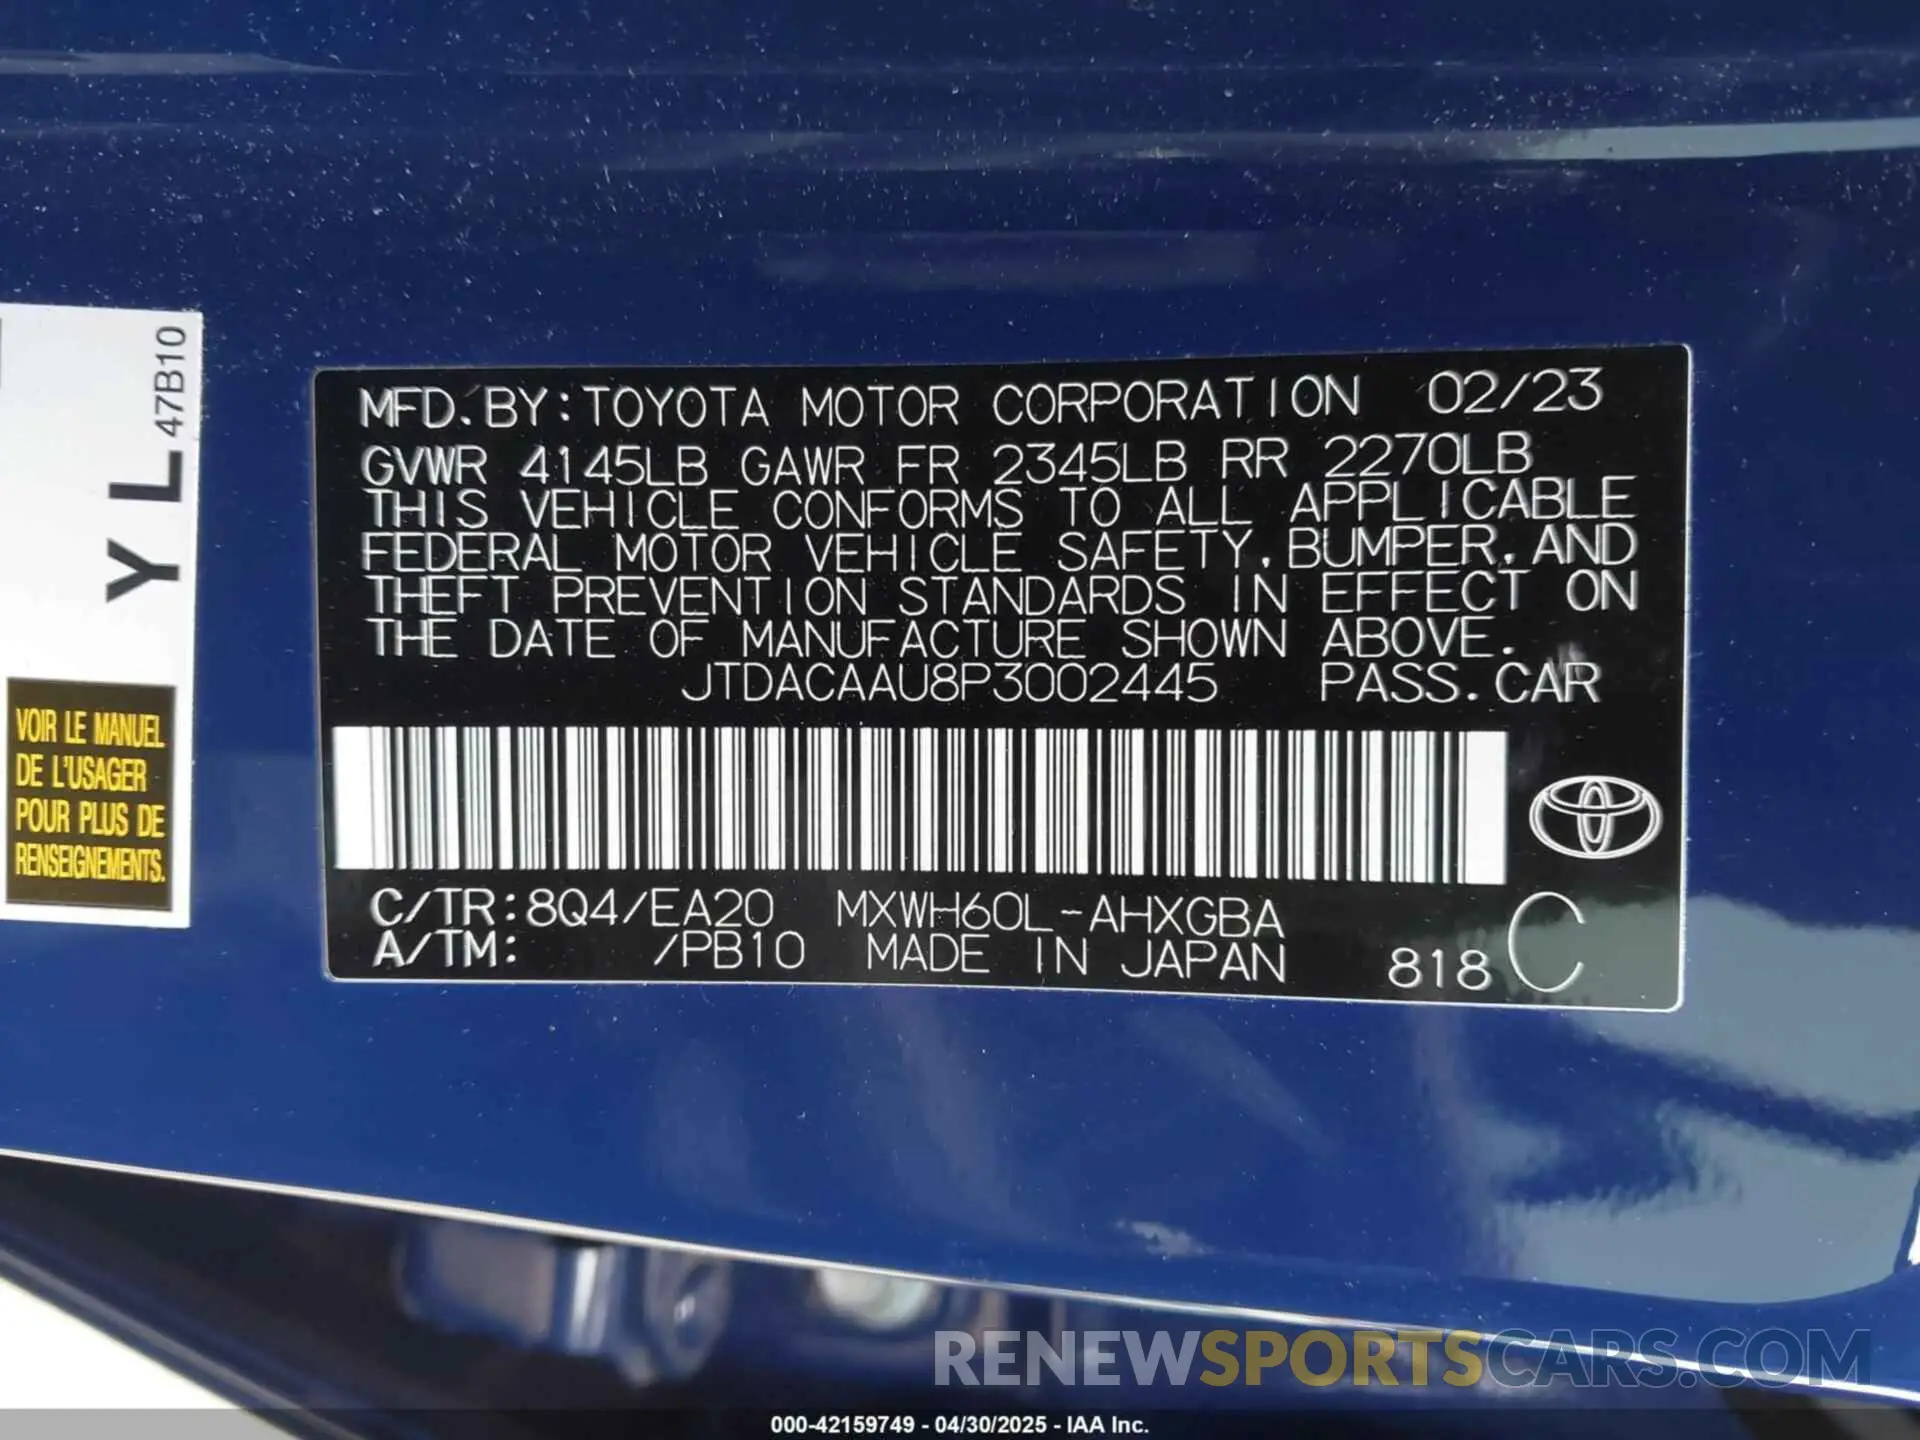 47B10
Y L
VOIR LE MANUEL
DE L'USAGER
POUR PLUS DE
RENSEIGNEMENTS.
MFD. BY: TOYOTA MOTOR CORPORATION 02/23
GVWR 4145LB GAWR FR 2345LB RR 2270LB
THIS VEHICLE CONFORMS TO ALL APPLICABLE
FEDERAL MOTOR VEHICLE SAFETY, BUMPER, AND
THEFT PREVENTION STANDARDS IN EFFECT ON
THE DATE OF MANUFACTURE SHOWN ABOVE.
JTDACAAU8P3002445 PASS. CAR
C/TR: 8Q4/EA20 MXWH60L-AHXGBA
A/TM: /PB10 MADE IN JAPAN 818 C
RENEWSPORTSCARS.COM
000-42159749 - 04/30/2025 - IAA Inc.